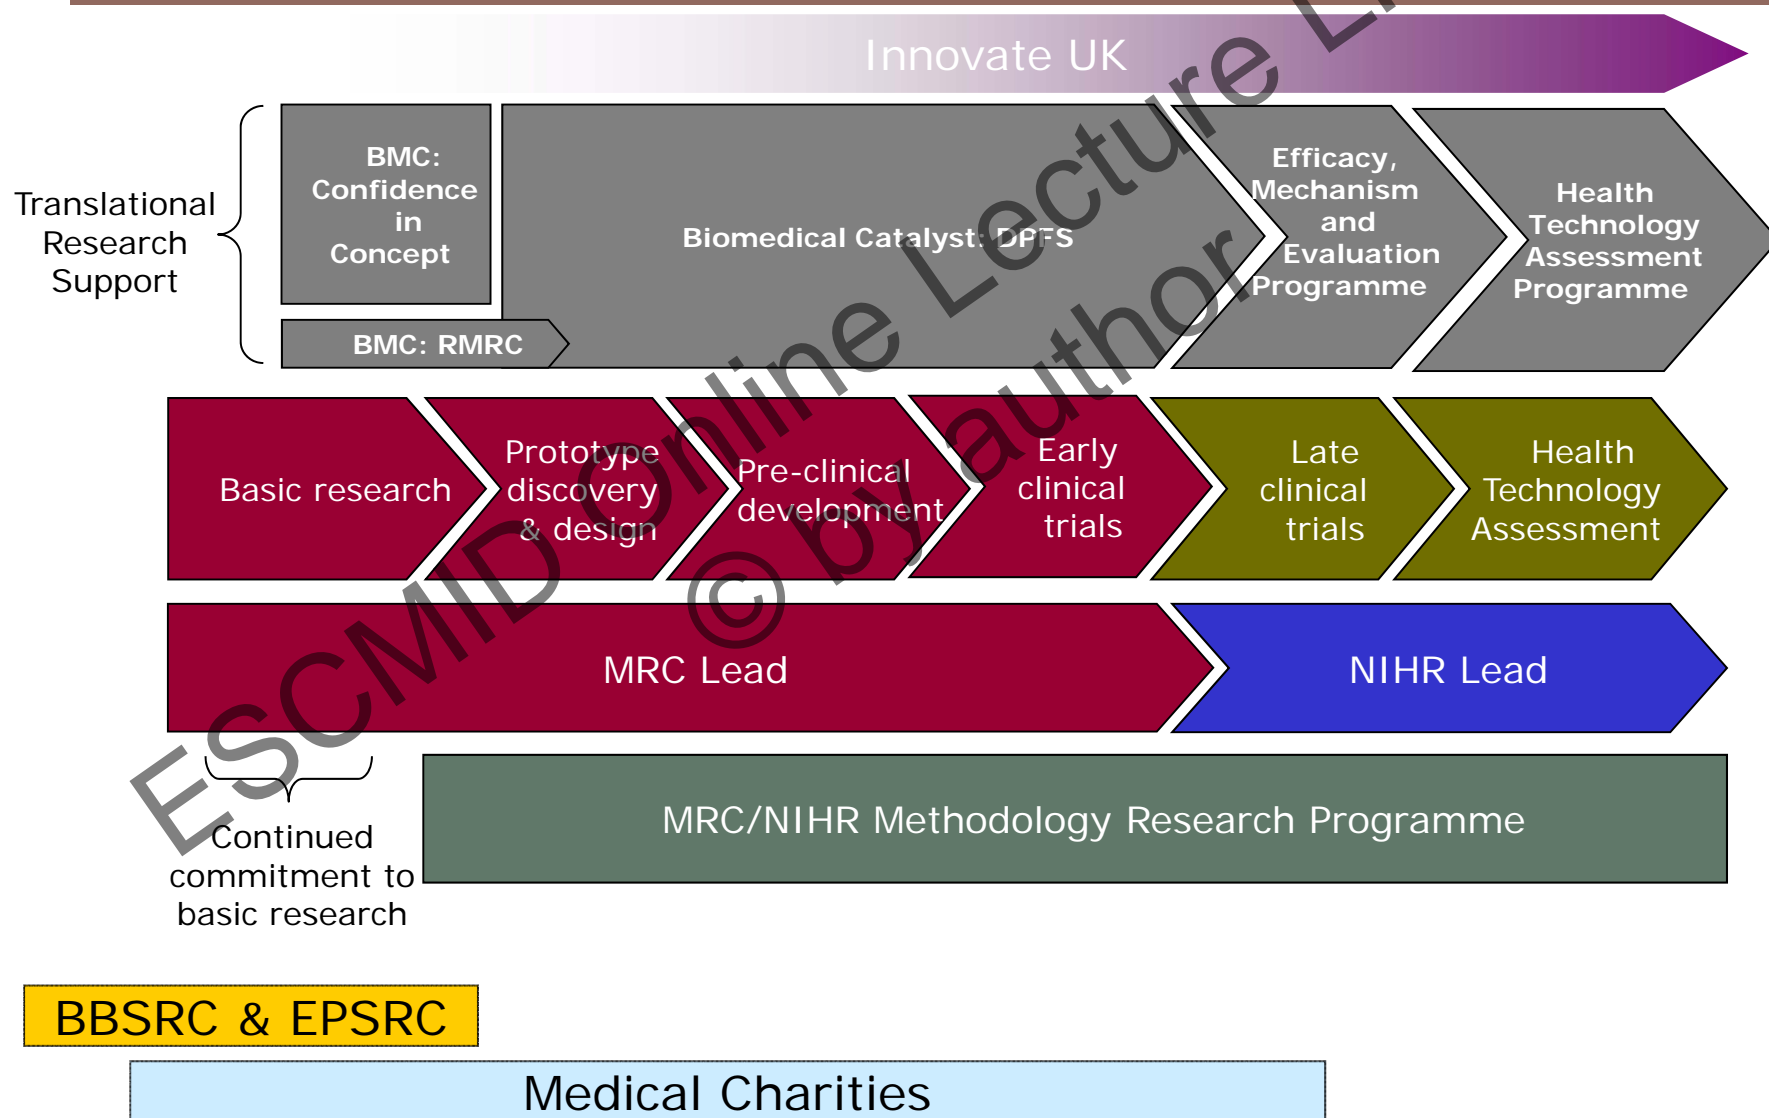 Innovate UK
Translational
Research
Support
BMC:
Confidence
in
Concept
BMC: RMRC
Biomedical Catalyst: DPFS
Efficacy,
Mechanism
and
Evaluation
Programme
Health
Technology
Assessment
Programme
Basic research
Prototype
discovery
& design
Pre-clinical
development
Early
clinical
trials
Late
clinical
trials
Health
Technology
Assessment
MRC Lead
NIHR Lead
Continued
commitment to
basic research
MRC/NIHR Methodology Research Programme
BBSRC & EPSRC
Medical Charities
ESCMID Online Lecture
© by author